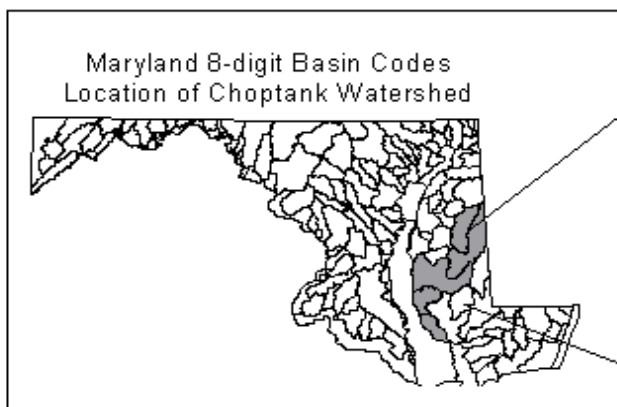 Maryland 8-digit Basin Codes
Location of Choptank Watershed